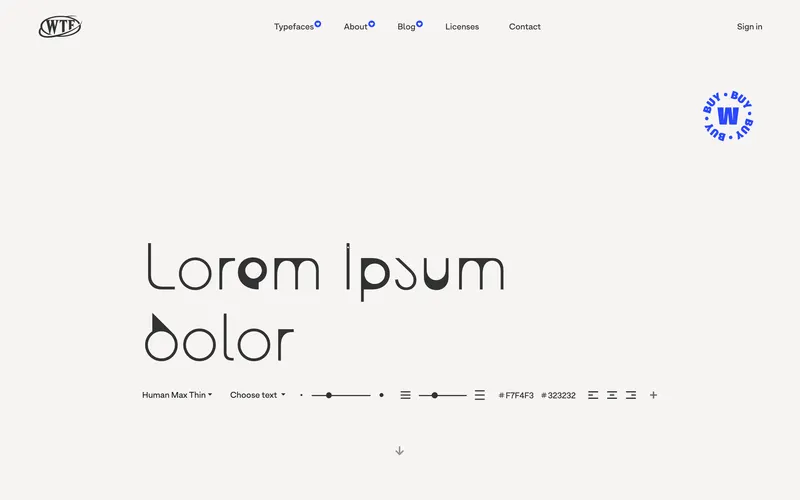 WTF
Typefaces About Blog Licenses Contact Sign in
BUY • BUY • BUY • BUY •
W
Lorem Ipsum
dolor
Human Max Thin Choose text #F7F4F3 #323232